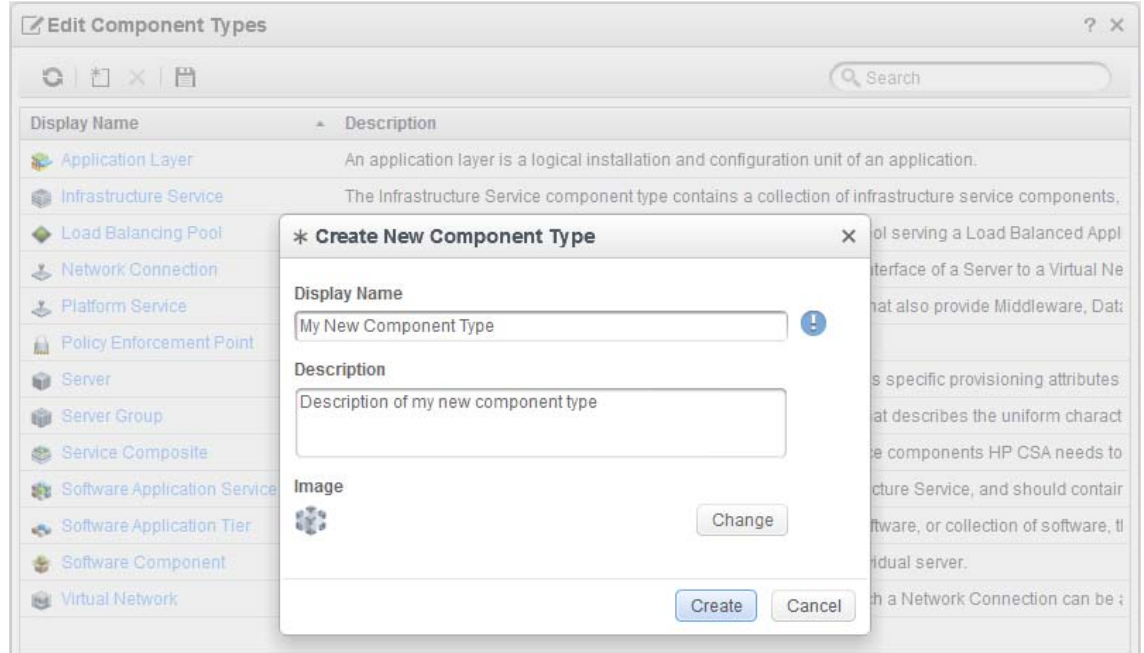 Edit Component Types
?
Search
Display Name Description
Application Layer An application layer is a logical installation and configuration unit of an application.
Infrastructure Service The Infrastructure Service component type contains a collection of infrastructure service components,
Load Balancing Pool ol serving a Load Balanced Appl
Network Connection terface of a Server to a Virtual Ne
Platform Service hat also provide Middleware, Data
Policy Enforcement Point
Server s specific provisioning attributes
Server Group at describes the uniform charact
Service Composite e components HP CSA needs to
Software Application Service cture Service, and should contain
Software Application Tier ftware, or collection of software, tl
Software Component vidual server.
Virtual Network h a Network Connection can be a
Create New Component Type
Display Name
My New Component Type
Description
Description of my new component type
Image
Change
Create Cancel